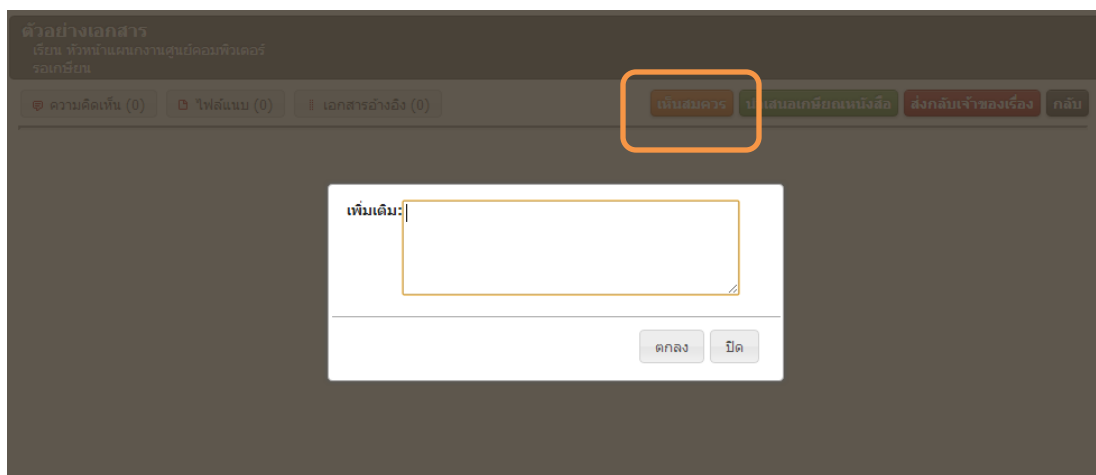 ตัวอย่างเอกสาร
เรียน หัวหน้าแผนกงานศูนย์คอมพิวเตอร์
รอเกษียน
ความคิดเห็น (0) ไฟล์แนบ (0) เอกสารอ้างอิง (0) เห็นสมควร นำเสนอเกษียณหนังสือ ส่งกลับเจ้าของเรื่อง กลับ
เพิ่มเติม:
ตกลง ปิด